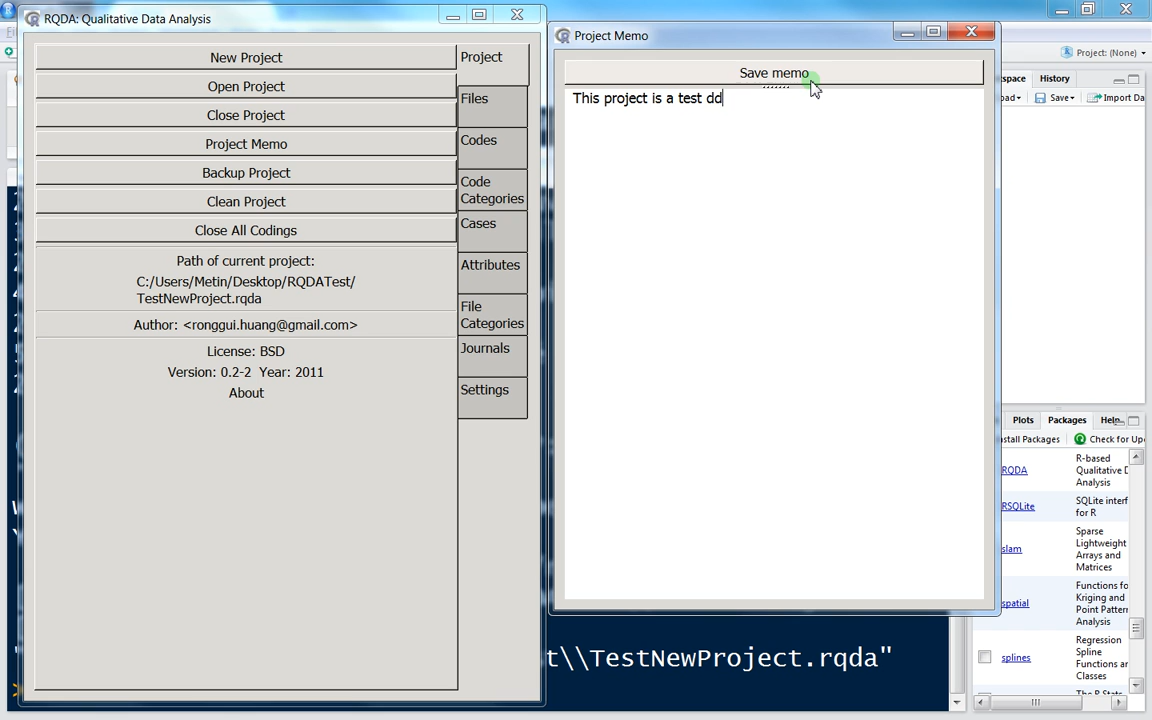 RQDA: Qualitative Data Analysis
New Project
Open Project
Close Project
Project Memo
Backup Project
Clean Project
Close All Codings
Path of current project:
C:/Users/Metin/Desktop/RQDATest/
TestNewProject.rqda
Author: <ronggui.huang@gmail.com>
License: BSD
Version: 0.2-2 Year: 2011
About
Project
Files
Codes
Code
Categories
Cases
Attributes
File
Categories
Journals
Settings
Project Memo
Save memo
This project is a test dd
Project: (None)
History
Save
Import Da
Plots
Packages
Help
Check for Up
RQDA
R-based
Qualitative
Analysis
RSQLite
SQLite interf
for R
slam
Sparse
Lightweight
Arrays and
Matrices
spatial
Functions fo
Kriging and
Point Pattern
Analysis
splines
Regression
Spline
Functions an
Classes
t\\TestNewProject.rqda"